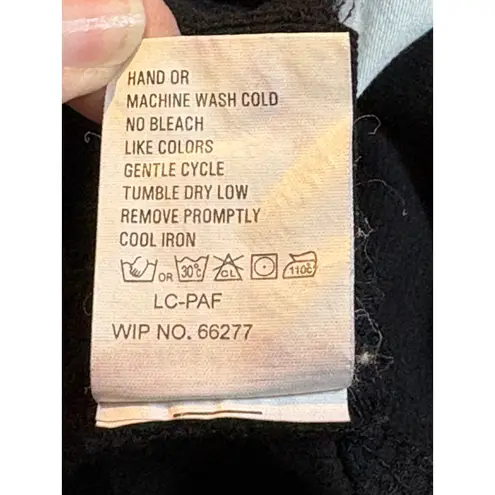 HAND OR
MACHINE WASH COLD
NO BLEACH
LIKE COLORS
GENTLE CYCLE
TUMBLE DRY LOW
REMOVE PROMPTLY
COOL IRON
OR 30°C CL 110C
LC-PAF
WIP NO. 66277